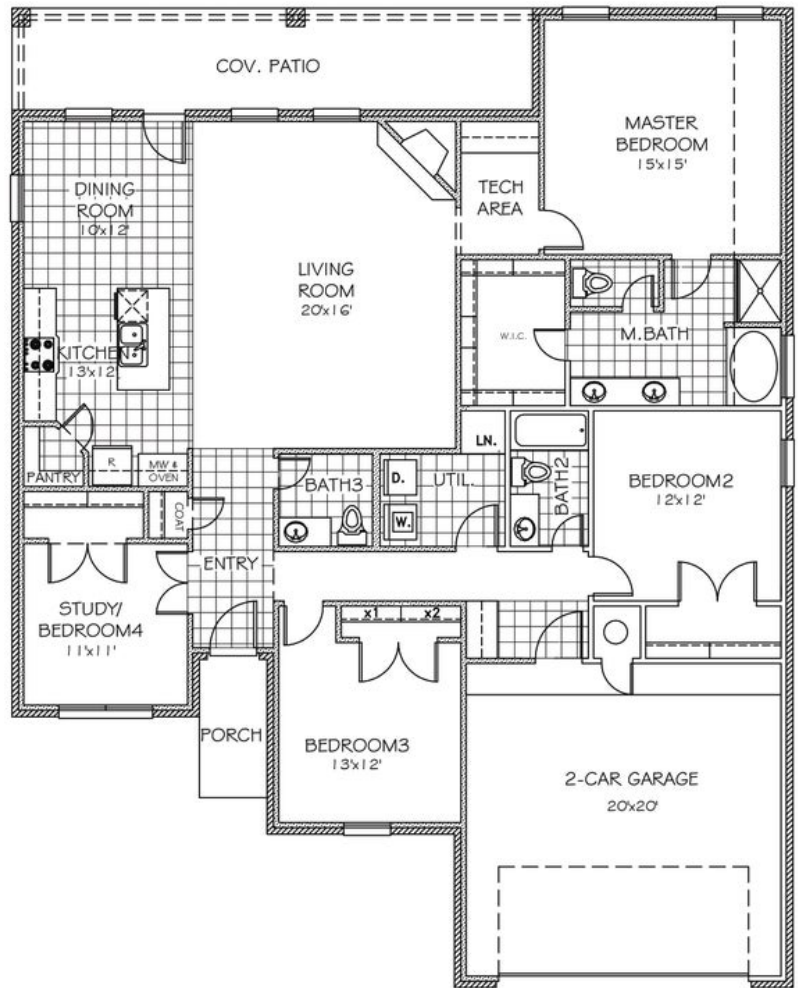 COV. PATIO
MASTER
BEDROOM
15'x15'
DINING
ROOM
10'x12'
TECH
AREA
LIVING
ROOM
20'x16'
W.I.C.
M.BATH
KITCHEN
13'x12'
PANTRY
R
MW &
OVEN
COAT
BATH3
D.
W.
UTIL.
LN.
BATH2
BEDROOM2
12'x12'
ENTRY
STUDY/
BEDROOM4
11'x11'
x1
x2
PORCH
BEDROOM3
13'x12'
2-CAR GARAGE
20'x20'